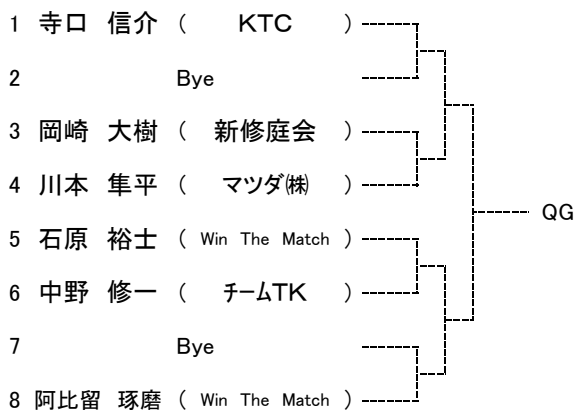 1 寺口 信介 ( KTC )
2 Bye
3 岡崎 大樹 ( 新修庭会 )
4 川本 隼平 ( マツダ㈱ )
QG
5 石原 裕士 ( Win The Match )
6 中野 修一 ( チームTK )
7 Bye
8 阿比留 琢磨 ( Win The Match )